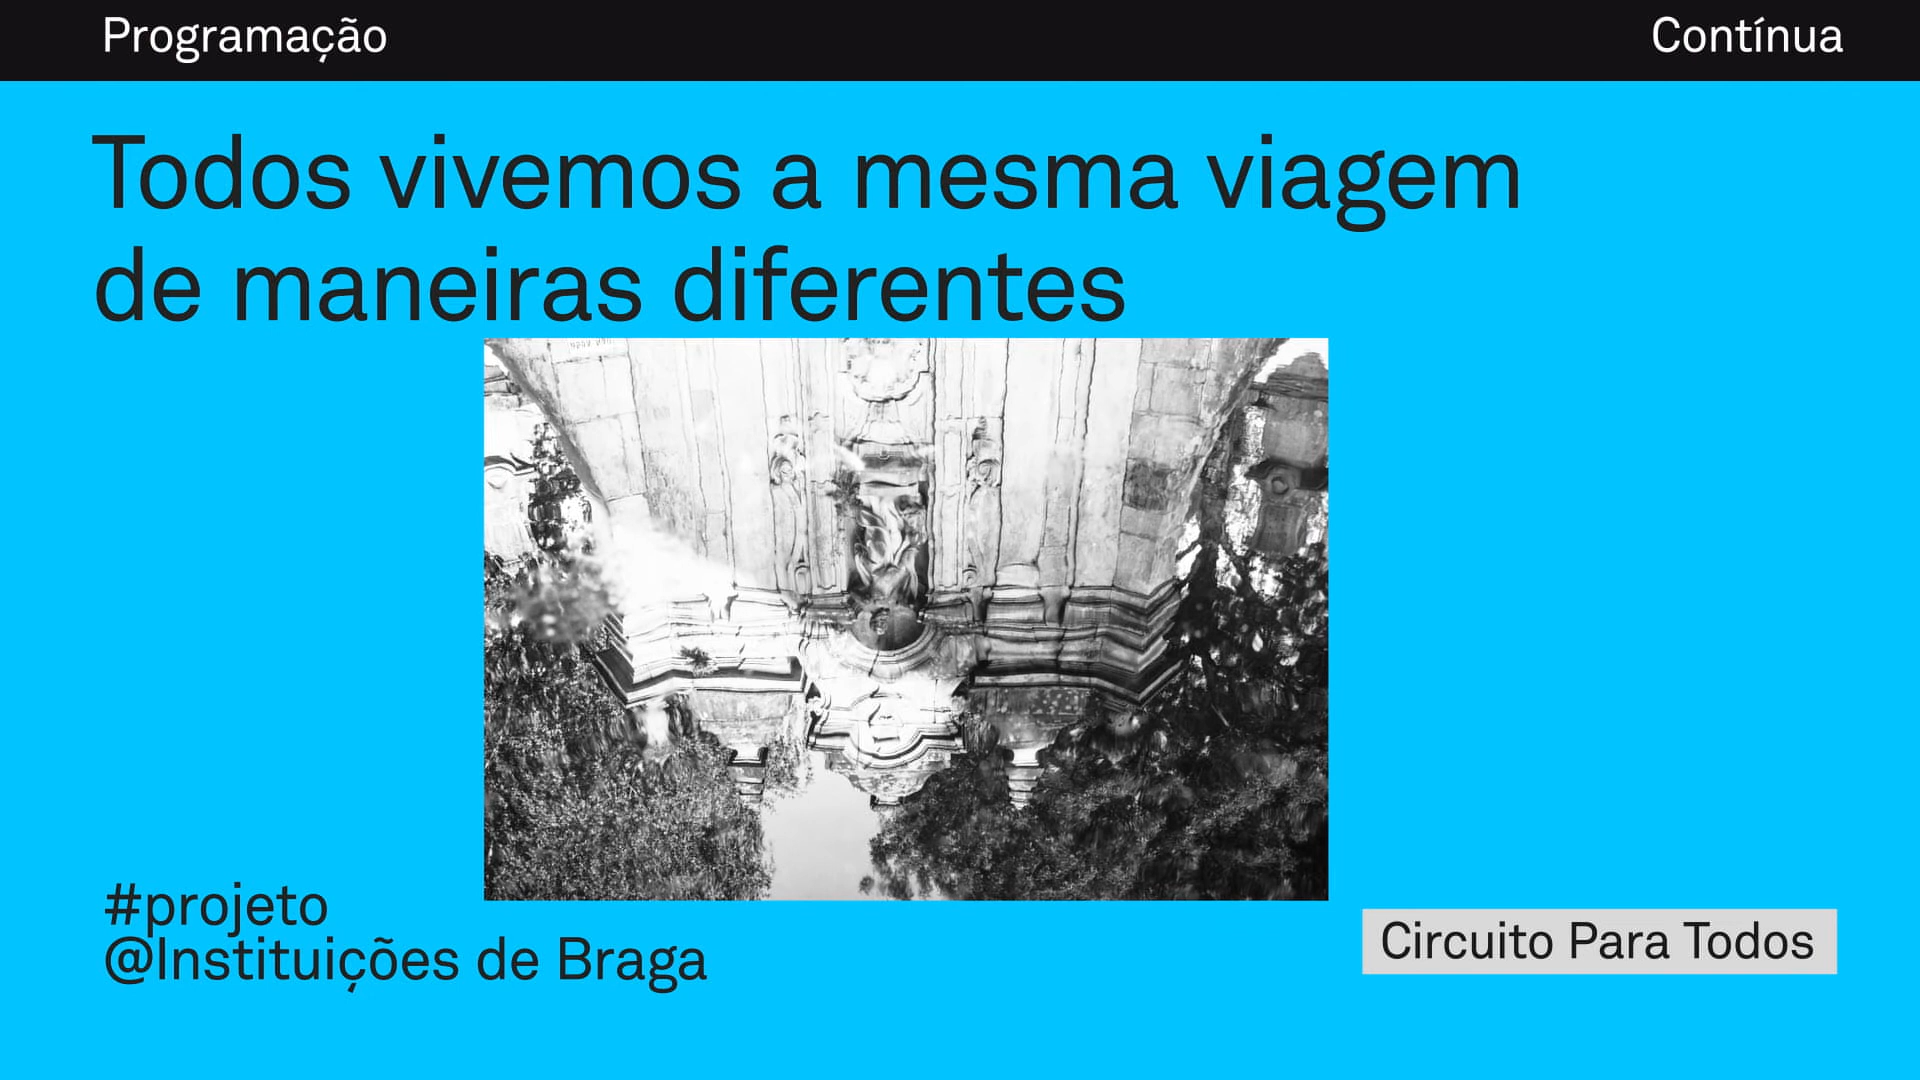 Programação
Contínua
Todos vivemos a mesma viagem
de maneiras diferentes
#projeto
@Instituições de Braga
Circuito Para Todos